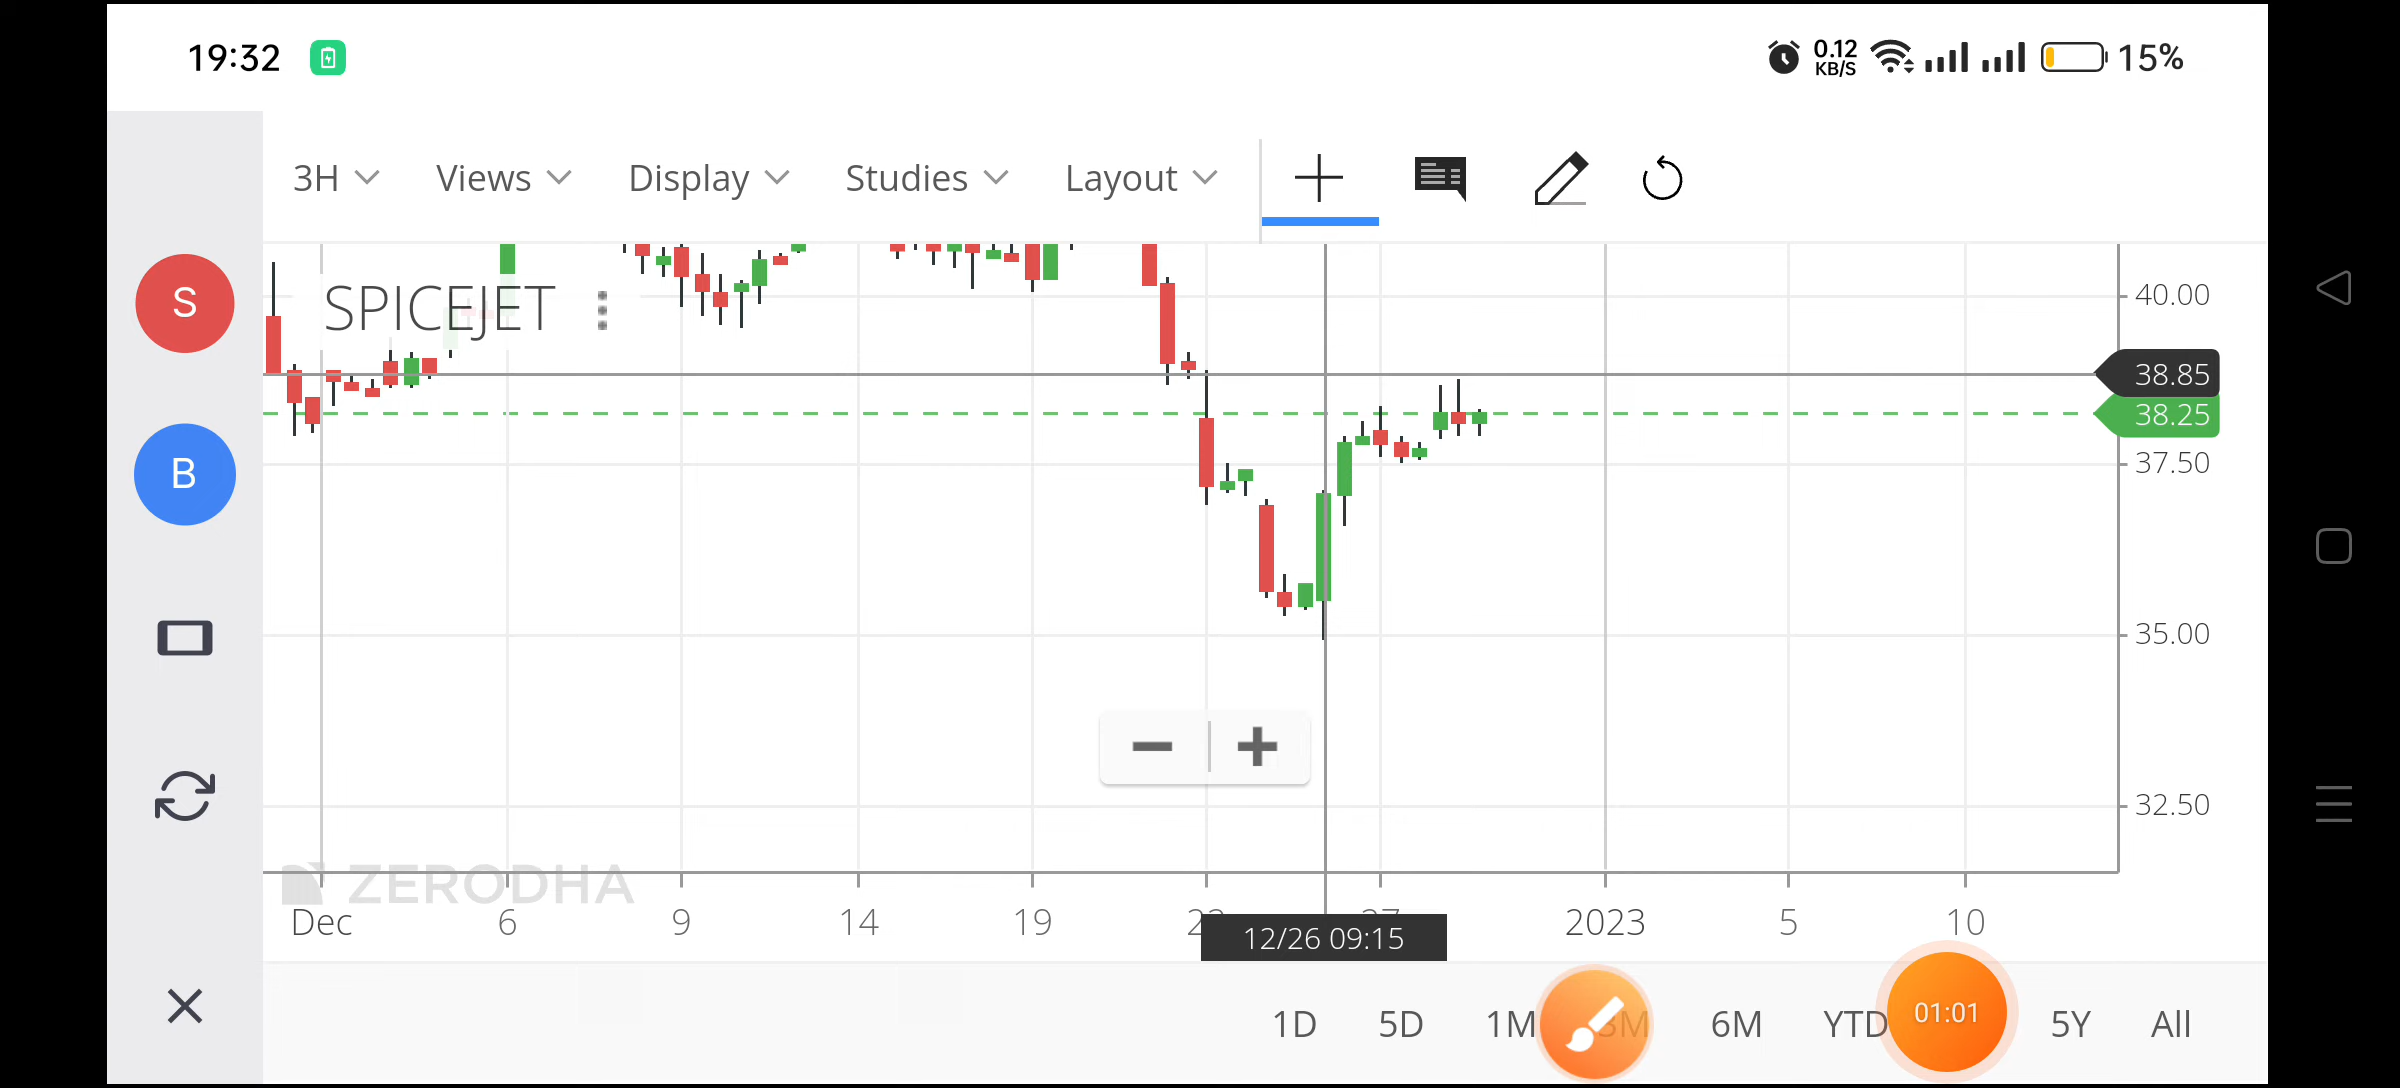 19:32
0.12
KB/S
15%
3H Views Display Studies Layout
S
SPICEJET
40.00
38.85
38.25
B
37.50
35.00
32.50
ZERODHA
Dec 6 9 14 19 27 2023 5 10
12/26 09:15
1D 5D 1M 3M 6M YTD 5Y All
01:01